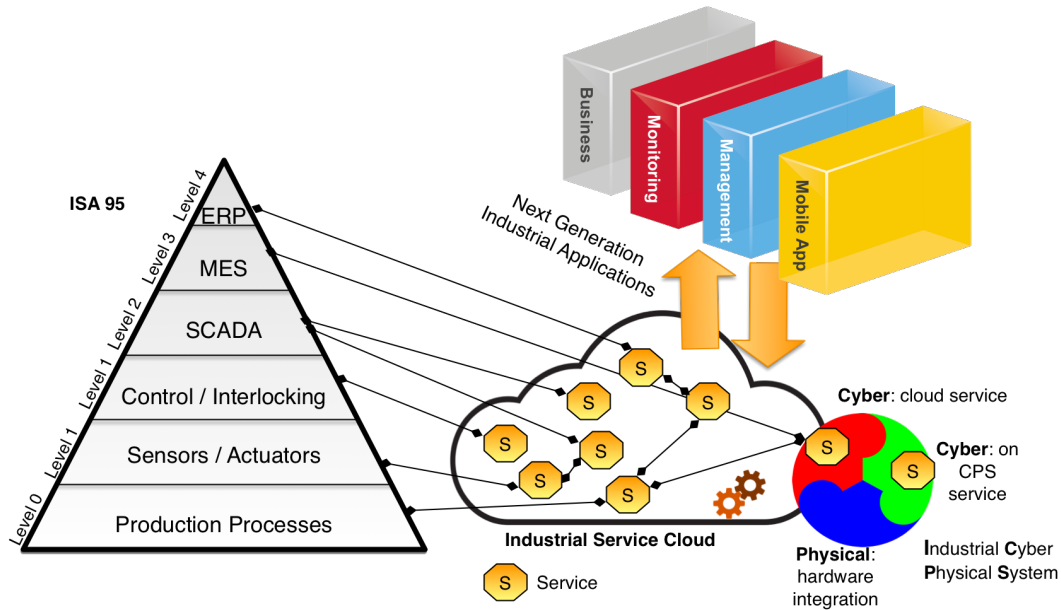 Business
Monitoring
Management
Mobile App
Next Generation
Industrial Applications
ISA 95
Level 4
ERP
Level 3
MES
Level 2
SCADA
Level 1
Control / Interlocking
Level 1
Sensors / Actuators
Level 0
Production Processes
S
S
S
S
S
S
S
S
S
Industrial Service Cloud
S
Service
Cyber: cloud service
Cyber: on
CPS
service
Physical:
hardware
integration
Industrial Cyber
Physical System